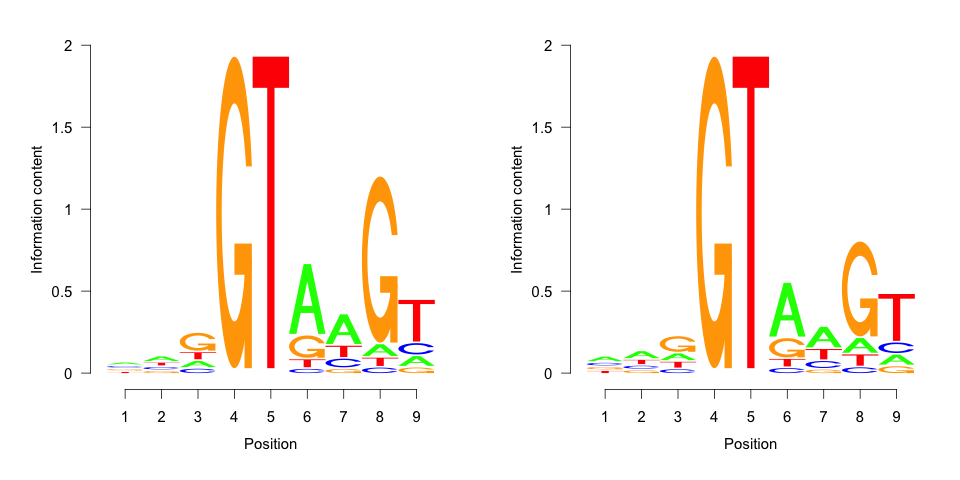 2
1.5
1
0.5
0
Information content
1 2 3 4 5 6 7 8 9
Position
G T A G T
G A G T A T A C
T A C T C A C G T C A G
2
1.5
1
0.5
0
Information content
1 2 3 4 5 6 7 8 9
Position
G T A G T
G A G T A T C
A T C T C A T C G A G